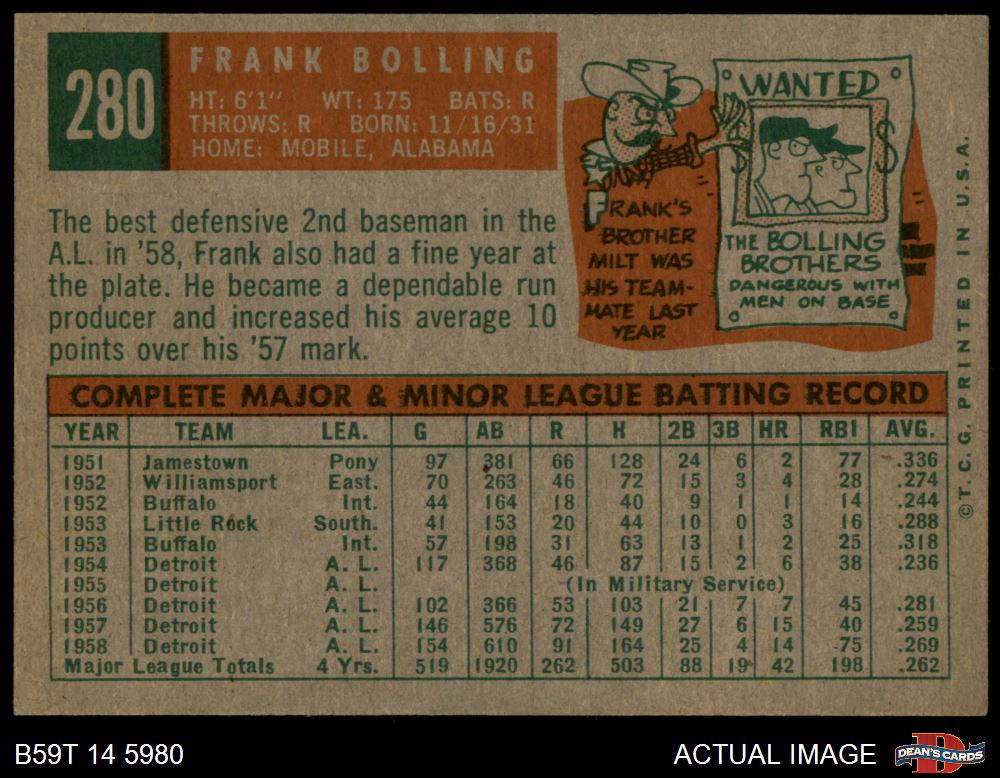 280
FRANK BOLLING
HT: 6'1" WT: 175 BATS: R
THROWS: R BORN: 11/16/31
HOME: MOBILE, ALABAMA
The best defensive 2nd baseman in the
A.L. in '58, Frank also had a fine year at
the plate. He became a dependable run
producer and increased his average 10
points over his '57 mark.
FRANK'S
BROTHER
MILT WAS
HIS TEAM-
MATE LAST
YEAR
WANTED
$ $
THE BOLLING
BROTHERS
DANGEROUS WITH
MEN ON BASE
COMPLETE MAJOR & MINOR LEAGUE BATTING RECORD
YEAR TEAM LEA. G AB R H 2B 3B HR RBI AVG.
1951 Jamestown Pony 97 381 66 128 24 6 2 77 .336
1952 Williamsport East. 70 263 46 72 15 3 4 28 .274
1952 Buffalo Int. 44 164 18 40 9 1 1 14 .244
1953 Little Rock South. 41 153 20 44 10 0 3 16 .288
1953 Buffalo Int. 57 198 31 63 13 1 2 25 .318
1954 Detroit A. L. 117 368 46 87 15 2 6 38 .236
1955 Detroit A. L. (In Military Service)
1956 Detroit A. L. 102 366 53 103 21 7 7 45 .281
1957 Detroit A. L. 146 576 72 149 27 6 15 40 .259
1958 Detroit A. L. 154 610 91 164 25 4 14 75 .269
Major League Totals 4 Yrs. 519 1920 262 503 88 19 42 198 .262
©T. C. G. PRINTED IN U.S.A.
B59T 14 5980
ACTUAL IMAGE
D
DEAN'S CARDS